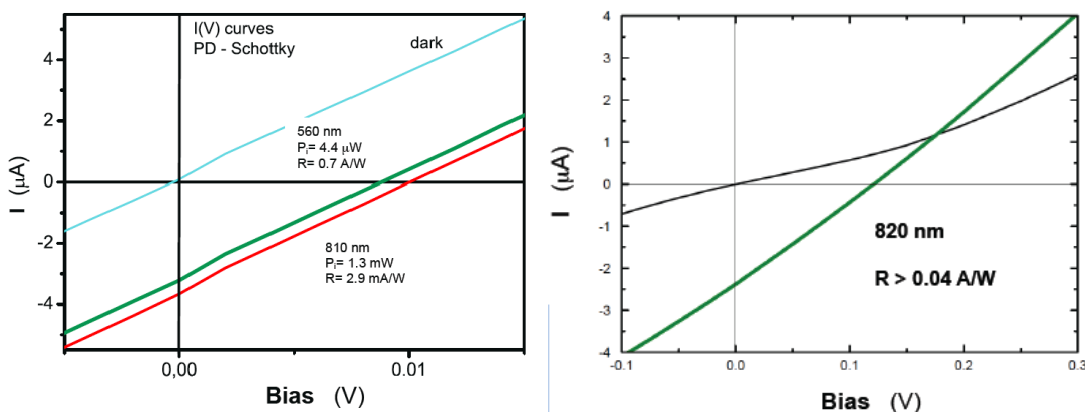 I(V) curves
PD - Schottky
dark
560 nm
Pᵢ= 4.4 μW
R= 0.7 A/W
810 nm
Pᵢ= 1.3 mW
R= 2.9 mA/W
4
2
0
-2
-4
I (μA)
0,00
0.01
Bias (V)
4
3
2
1
0
-1
-2
-3
-4
I (μA)
820 nm
R > 0.04 A/W
-0.1
0.0
0.1
0.2
0.3
Bias (V)